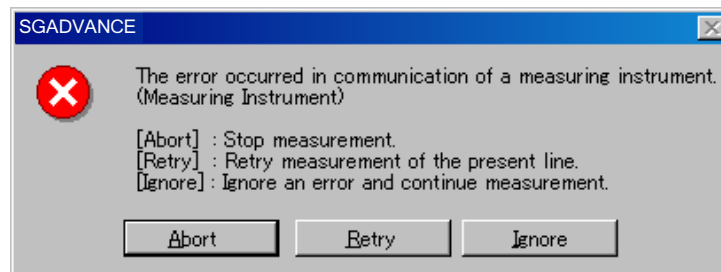 SGADVANCE
The error occurred in communication of a measuring instrument.
(Measuring Instrument)
[Abort] : Stop measurement.
[Retry] : Retry measurement of the present line.
[Ignore] : Ignore an error and continue measurement.
Abort Retry Ignore